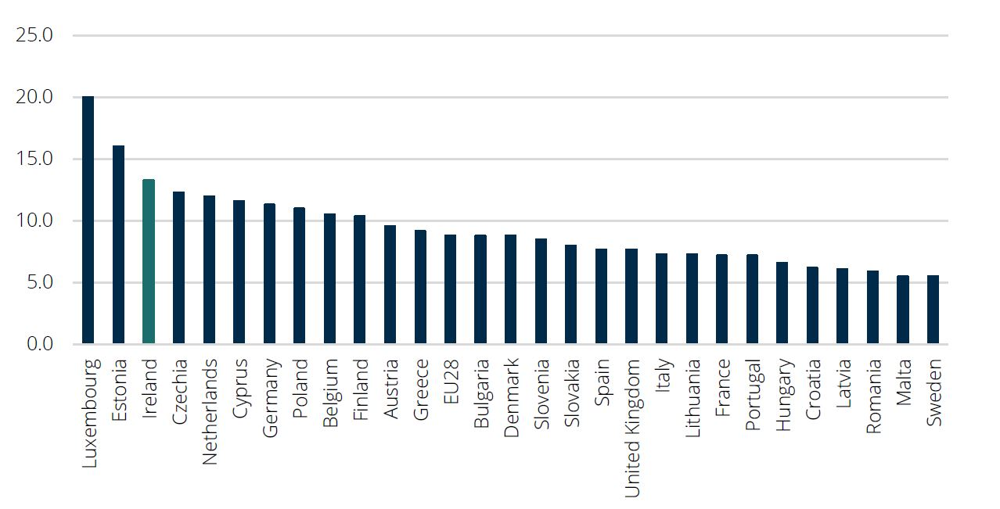 25.0
20.0
15.0
10.0
5.0
0.0
Luxembourg
Estonia
Ireland
Czechia
Netherlands
Cyprus
Germany
Poland
Belgium
Finland
Austria
Greece
EU28
Bulgaria
Denmark
Slovenia
Slovakia
Spain
United Kingdom
Italy
Lithuania
France
Portugal
Hungary
Croatia
Latvia
Romania
Malta
Sweden